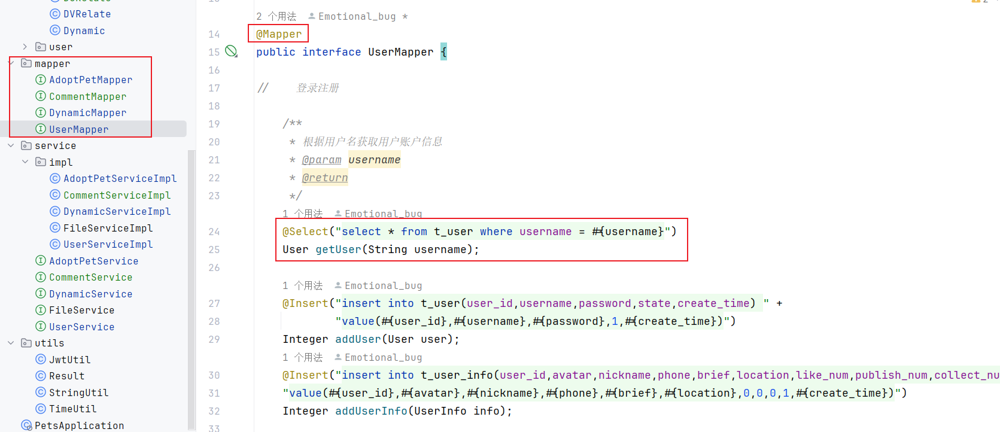 DVRelate
Dynamic
user
mapper
AdoptPetMapper
CommentMapper
DynamicMapper
UserMapper
service
impl
AdoptPetServiceImpl
CommentServiceImpl
DynamicServiceImpl
FileServiceImpl
UserServiceImpl
AdoptPetService
CommentService
DynamicService
FileService
UserService
utils
JwtUtil
Result
StringUtil
TimeUtil
PetsApplication
2 个用法 Emotional_bug *
14 @Mapper
15 public interface UserMapper {
16
17 // 登录注册
18
19 /**
20 * 根据用户名获取用户账户信息
21 * @param username
22 * @return
23 */
1 个用法 Emotional_bug
24 @Select("select * from t_user where username = #{username}")
25 User getUser(String username);
26
1 个用法 Emotional_bug
27 @Insert("insert into t_user(user_id,username,password,state,create_time) " +
28 "value(#{user_id},#{username},#{password},1,#{create_time})")
29 Integer addUser(User user);
1 个用法 Emotional_bug
30 @Insert("insert into t_user_info(user_id,avatar,nickname,phone,brief,location,like_num,publish_num,collect_nu
31 "value(#{user_id},#{avatar},#{nickname},#{phone},#{brief},#{location},0,0,0,1,#{create_time})")
32 Integer addUserInfo(UserInfo info);
33